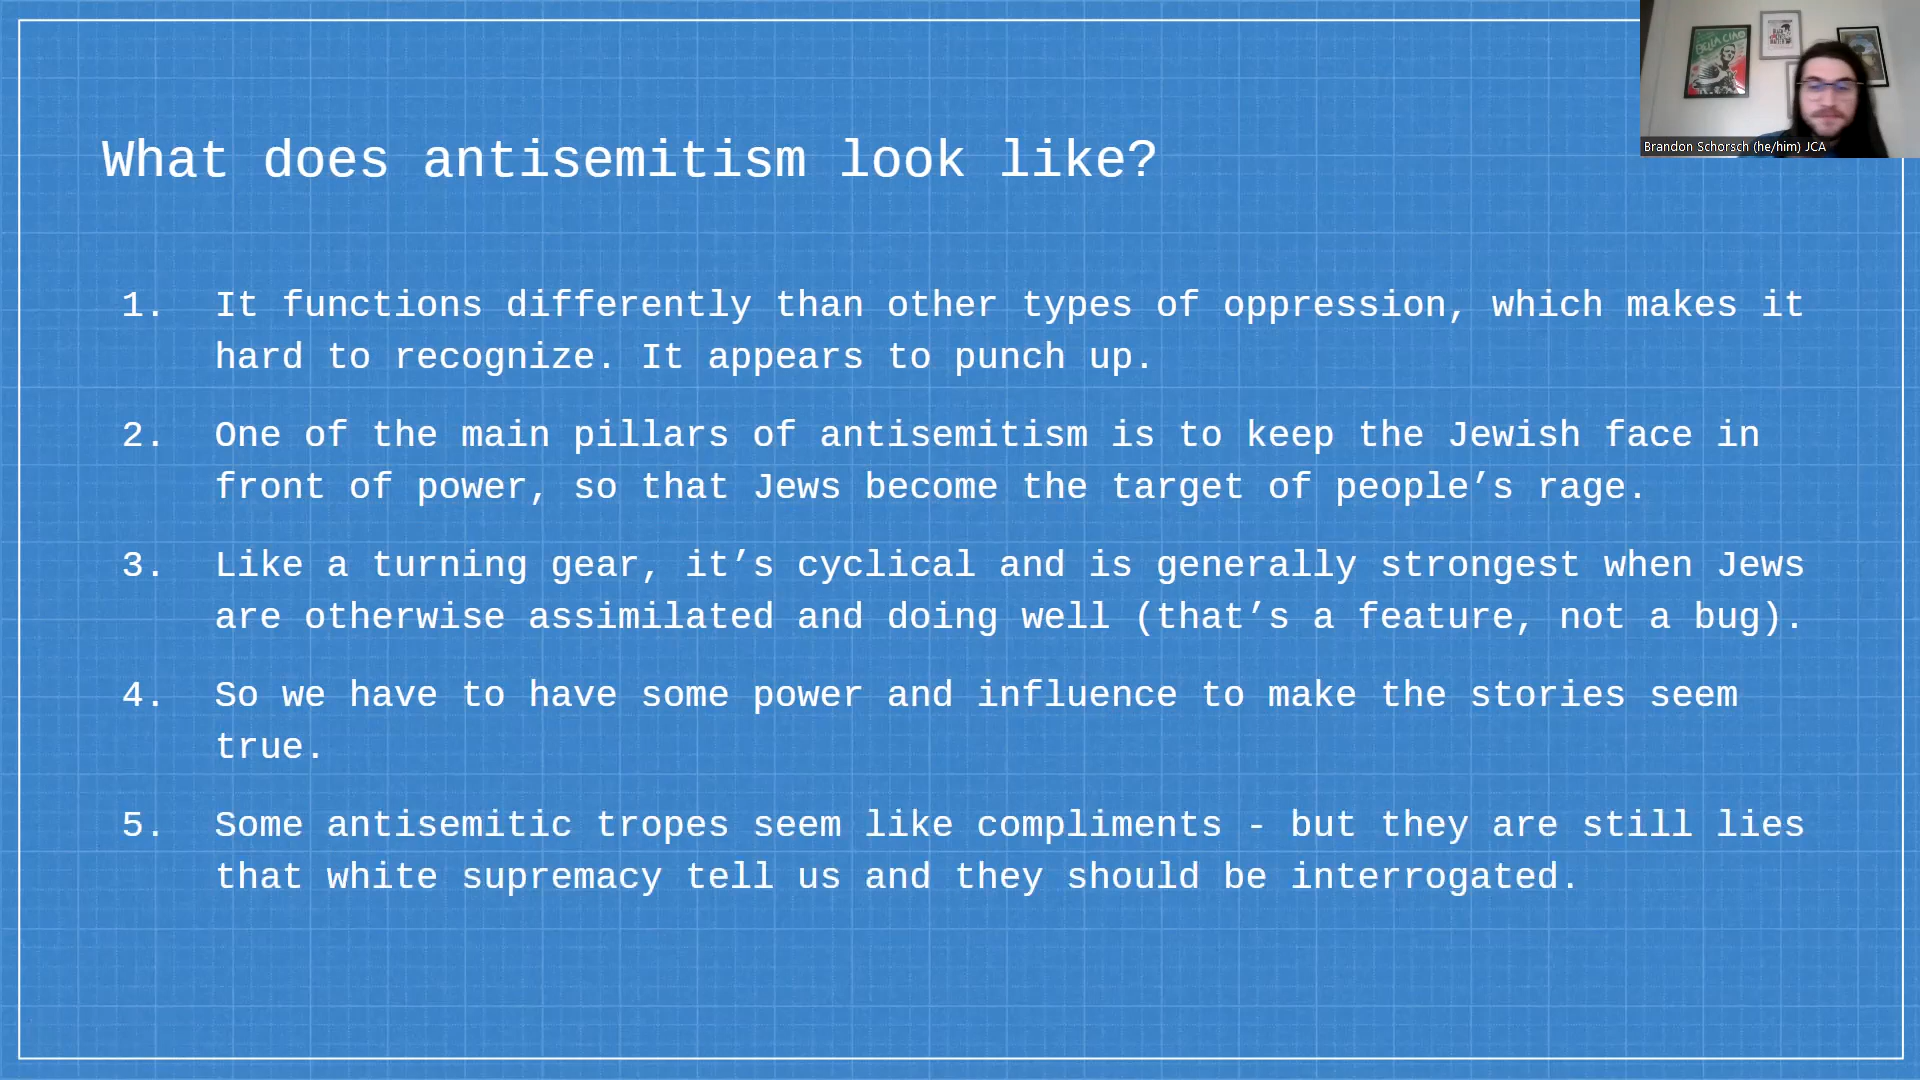 What does antisemitism look like?
1. It functions differently than other types of oppression, which makes it
hard to recognize. It appears to punch up.
2. One of the main pillars of antisemitism is to keep the Jewish face in
front of power, so that Jews become the target of people’s rage.
3. Like a turning gear, it’s cyclical and is generally strongest when Jews
are otherwise assimilated and doing well (that’s a feature, not a bug).
4. So we have to have some power and influence to make the stories seem
true.
5. Some antisemitic tropes seem like compliments - but they are still lies
that white supremacy tell us and they should be interrogated.
BELLA CIAO
Brandon Schorsch (he/him) JCA